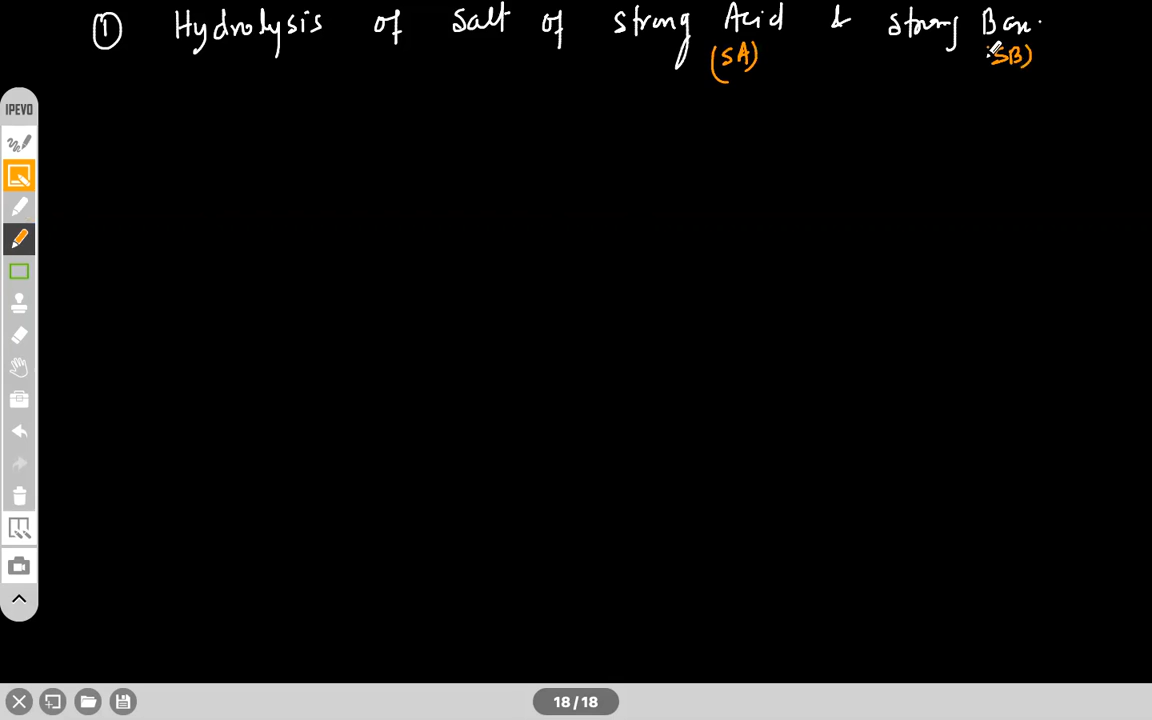 ① Hydrolysis of salt of strong Acid & strong Base.
(SA) SB)
IPEVO
18/18